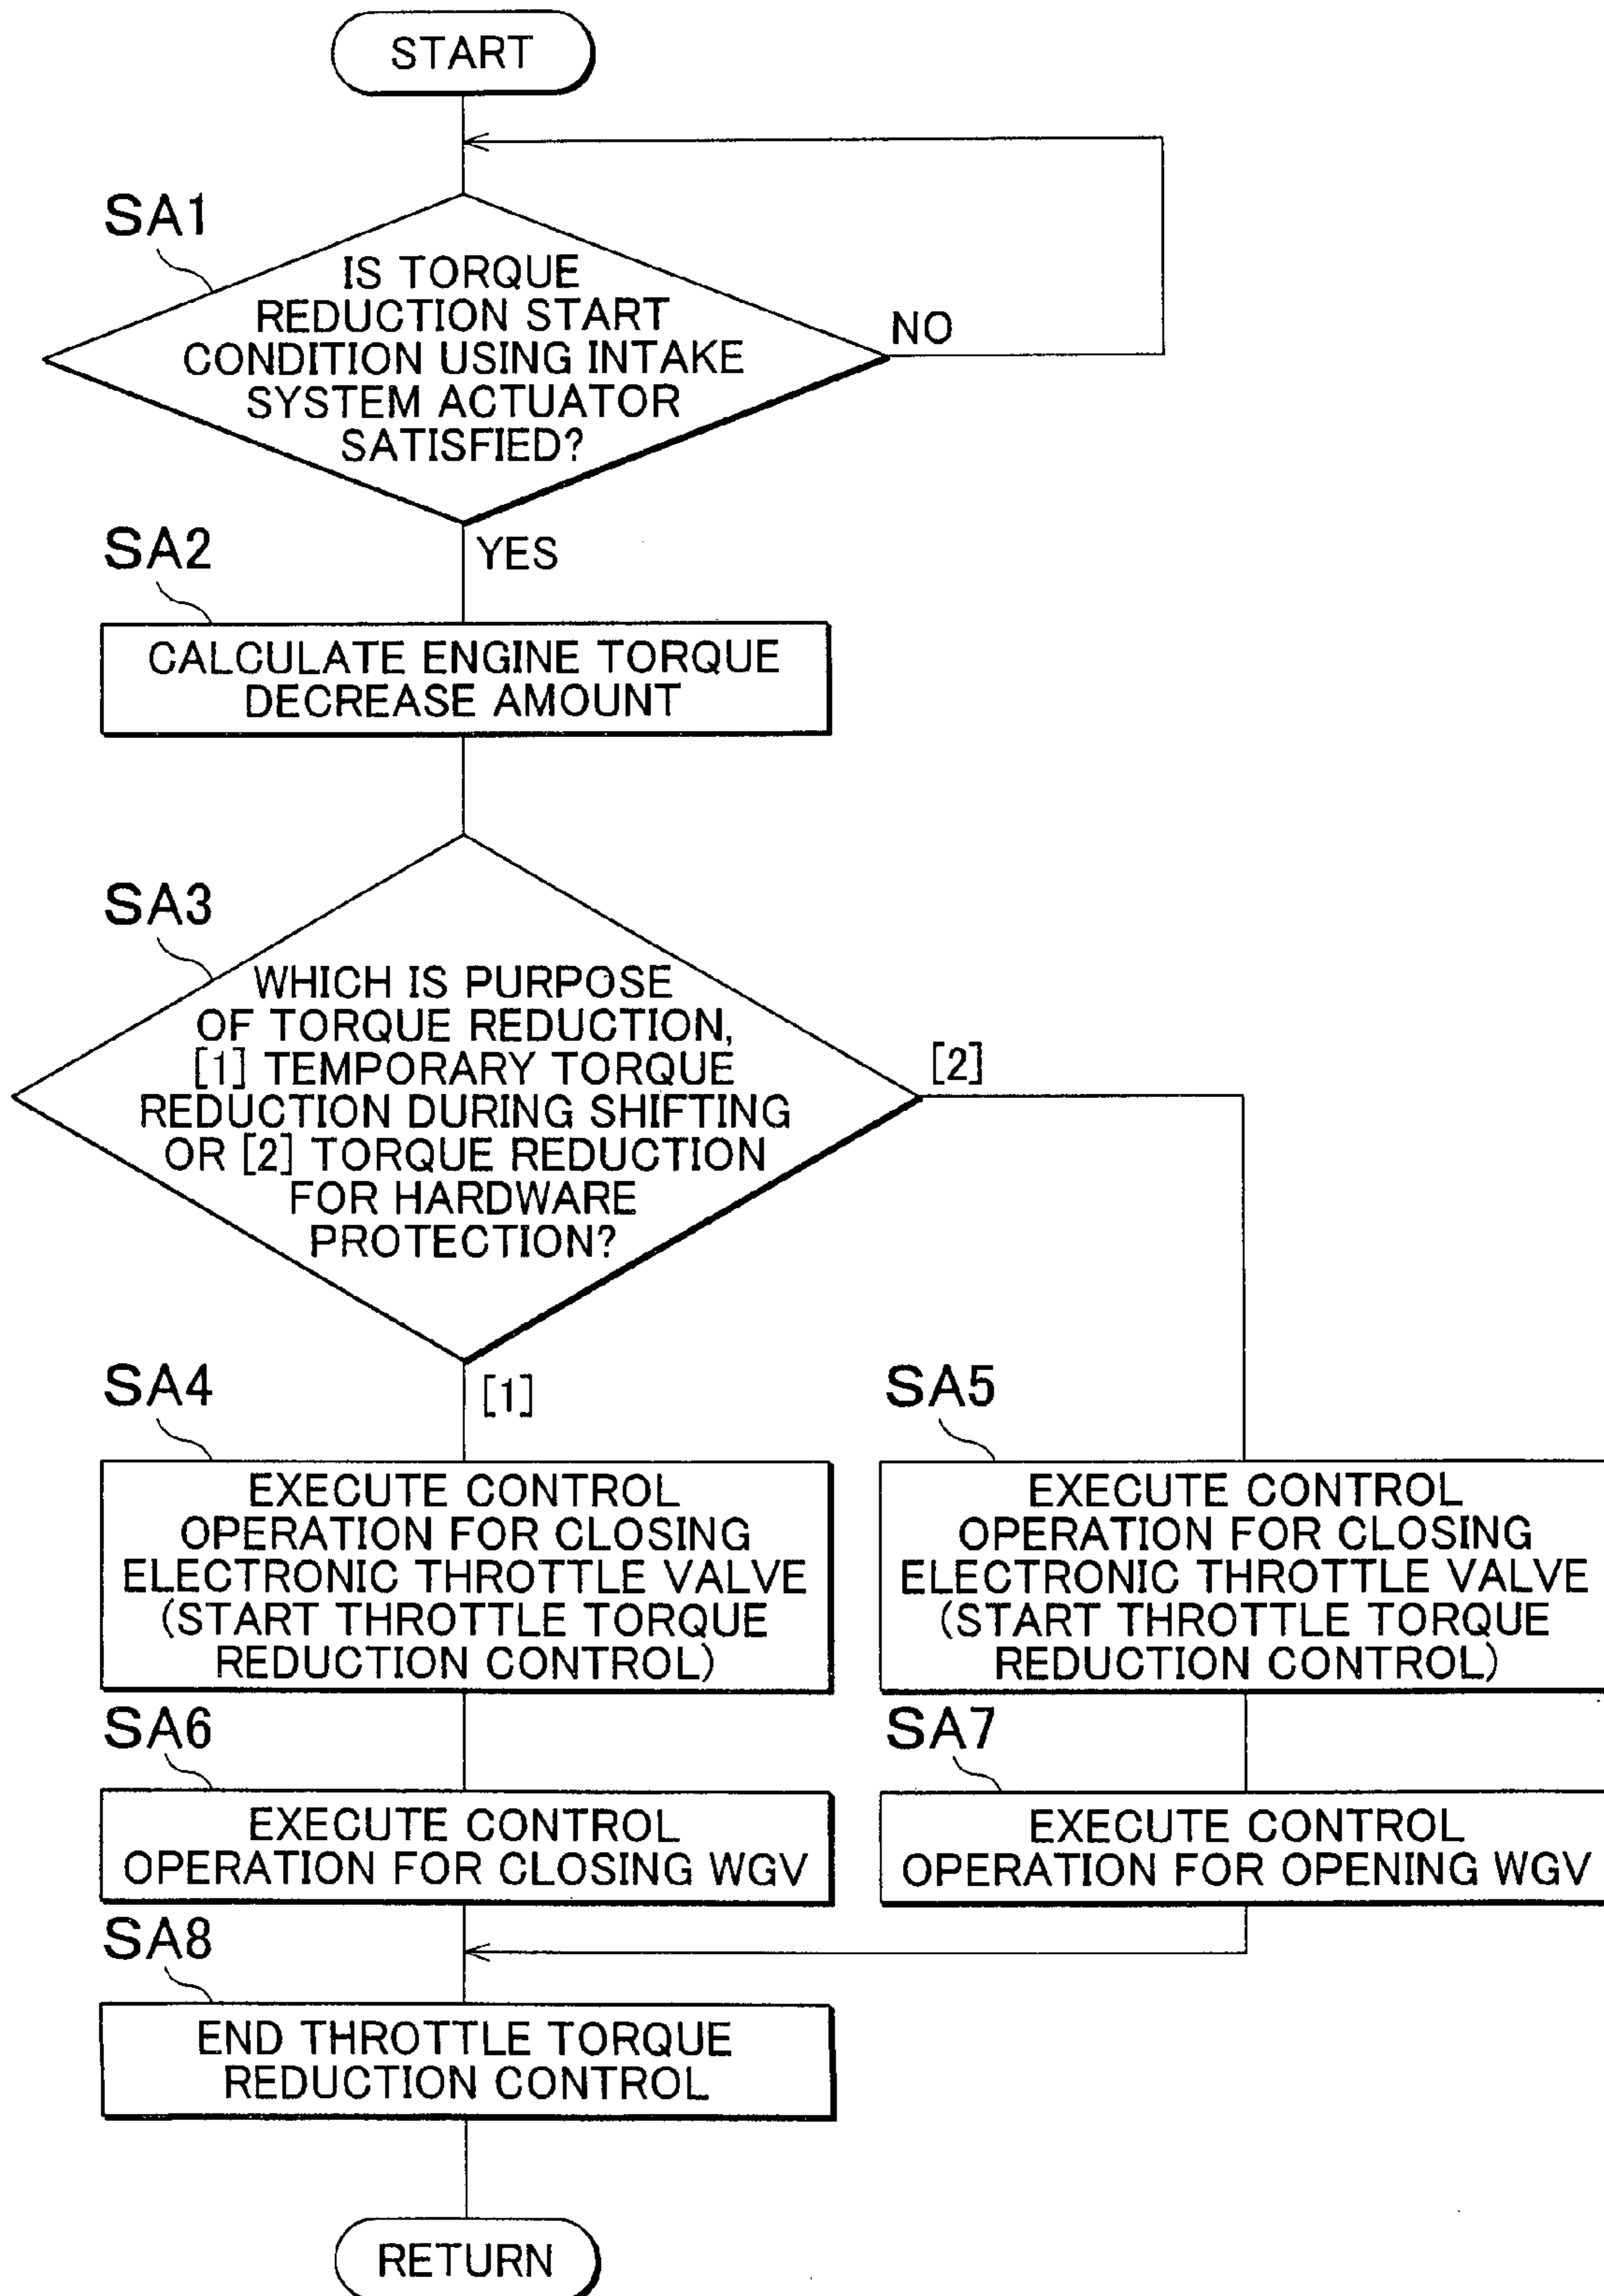 START
SA1
IS TORQUE
REDUCTION START
CONDITION USING INTAKE
SYSTEM ACTUATOR
SATISFIED?
NO
YES
SA2
CALCULATE ENGINE TORQUE
DECREASE AMOUNT
SA3
WHICH IS PURPOSE
OF TORQUE REDUCTION,
[1] TEMPORARY TORQUE
REDUCTION DURING SHIFTING
OR [2] TORQUE REDUCTION
FOR HARDWARE
PROTECTION?
[2]
[1]
SA4
EXECUTE CONTROL
OPERATION FOR CLOSING
ELECTRONIC THROTTLE VALVE
(START THROTTLE TORQUE
REDUCTION CONTROL)
SA5
EXECUTE CONTROL
OPERATION FOR CLOSING
ELECTRONIC THROTTLE VALVE
(START THROTTLE TORQUE
REDUCTION CONTROL)
SA6
EXECUTE CONTROL
OPERATION FOR CLOSING WGV
SA7
EXECUTE CONTROL
OPERATION FOR OPENING WGV
SA8
END THROTTLE TORQUE
REDUCTION CONTROL
RETURN